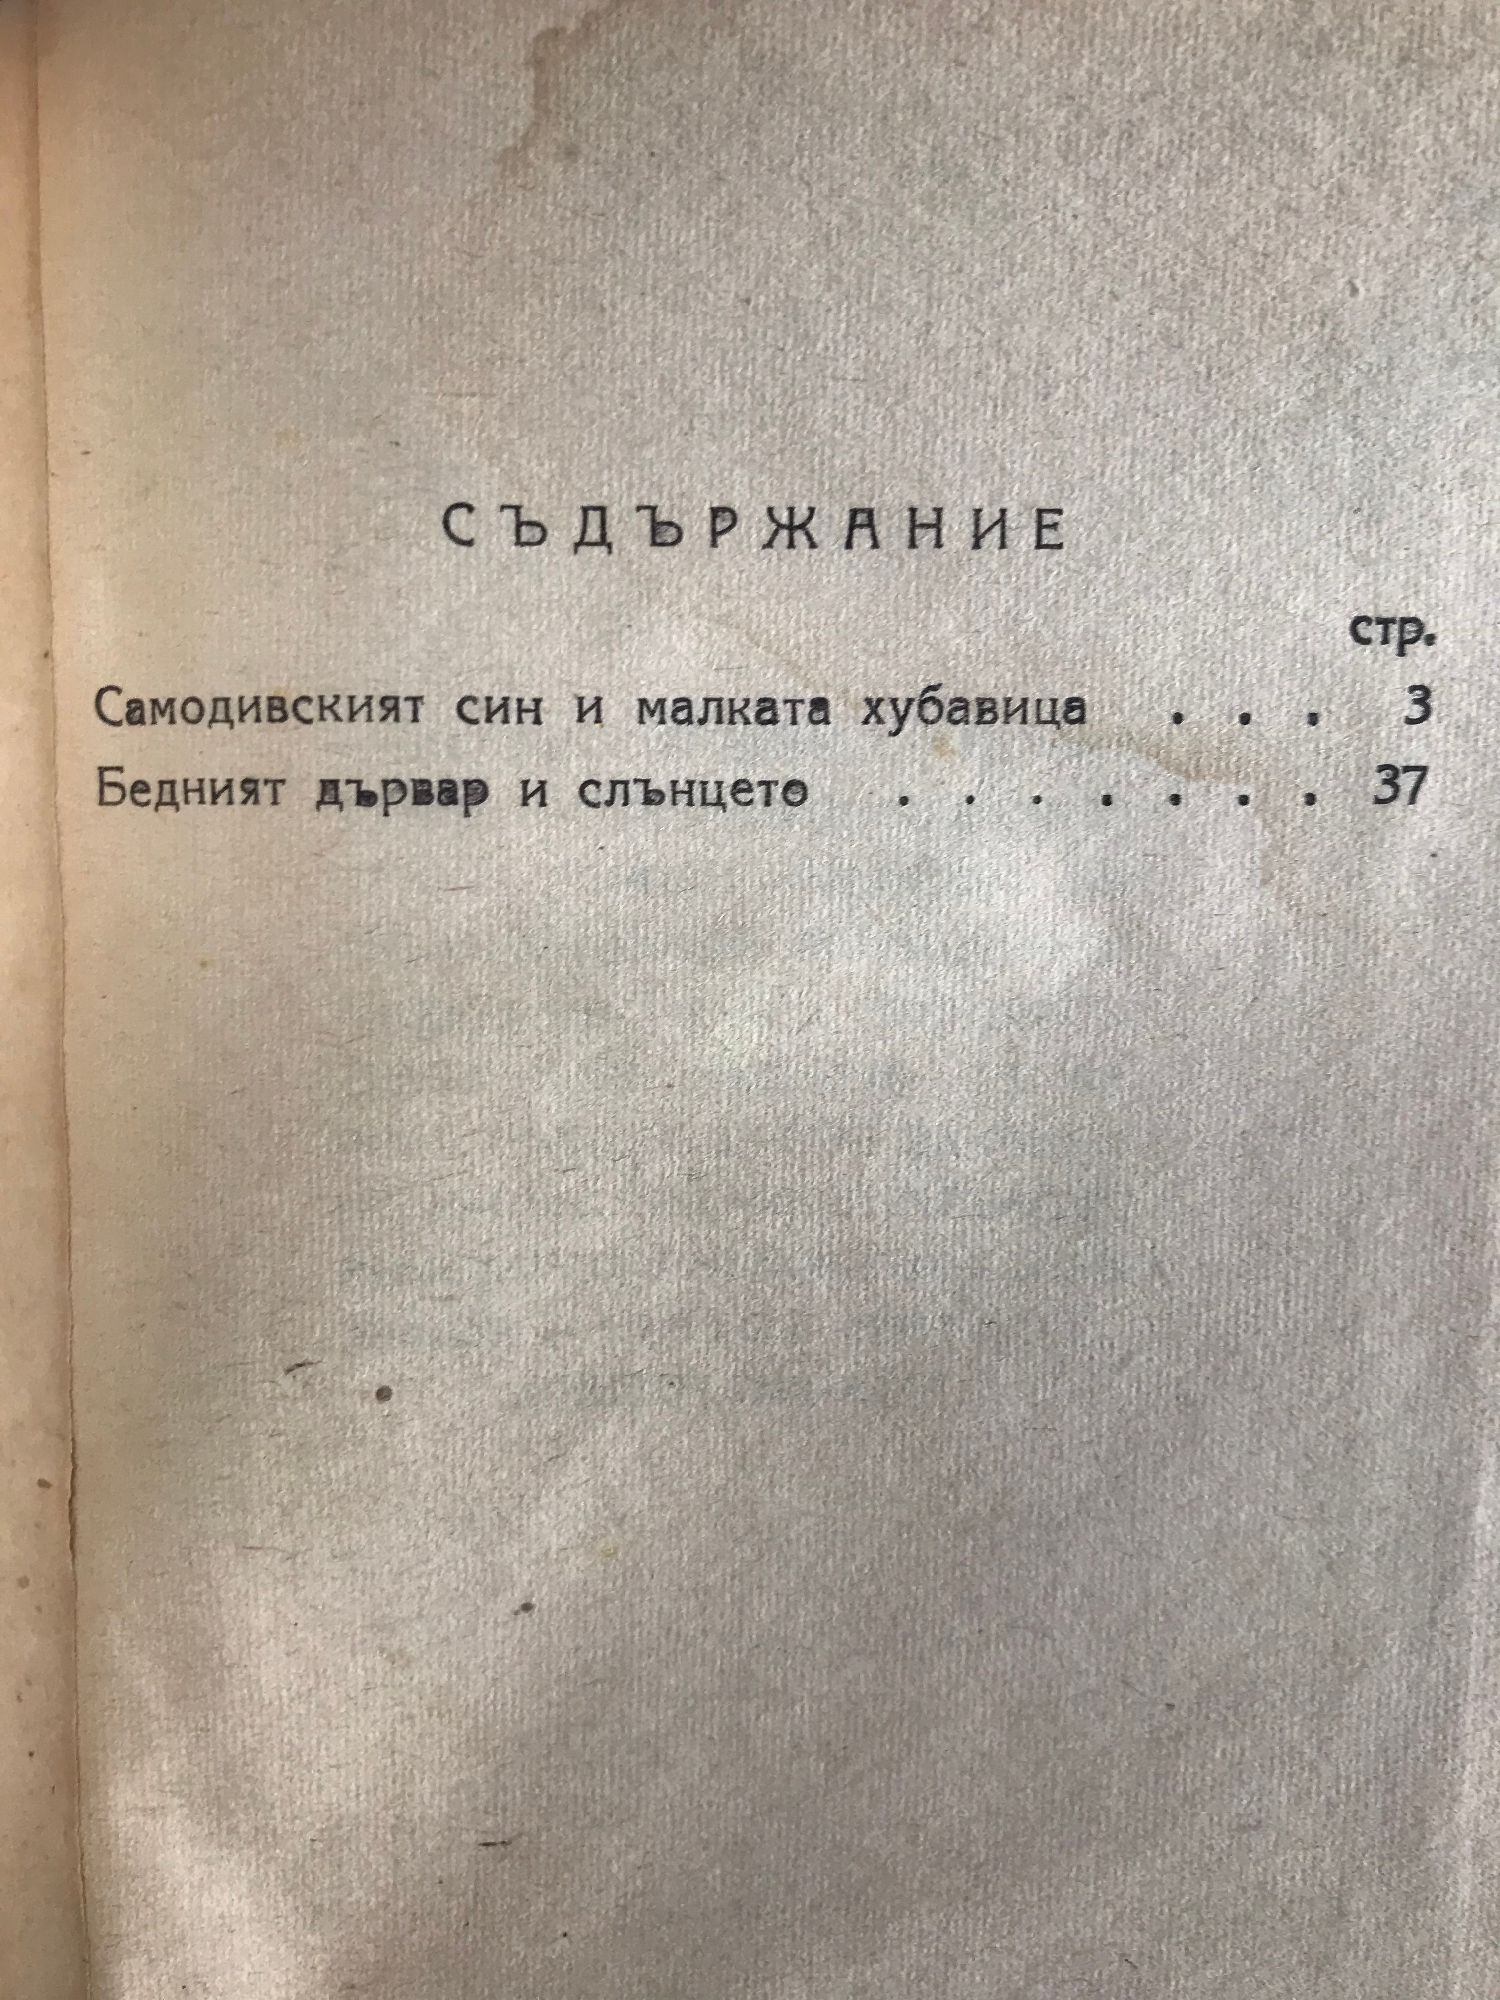 СЪДЪРЖАНИЕ
стр.
Самодивският син и малката хубавица . . . 3
Бедният дървар и слънцето . . . . . . . 37